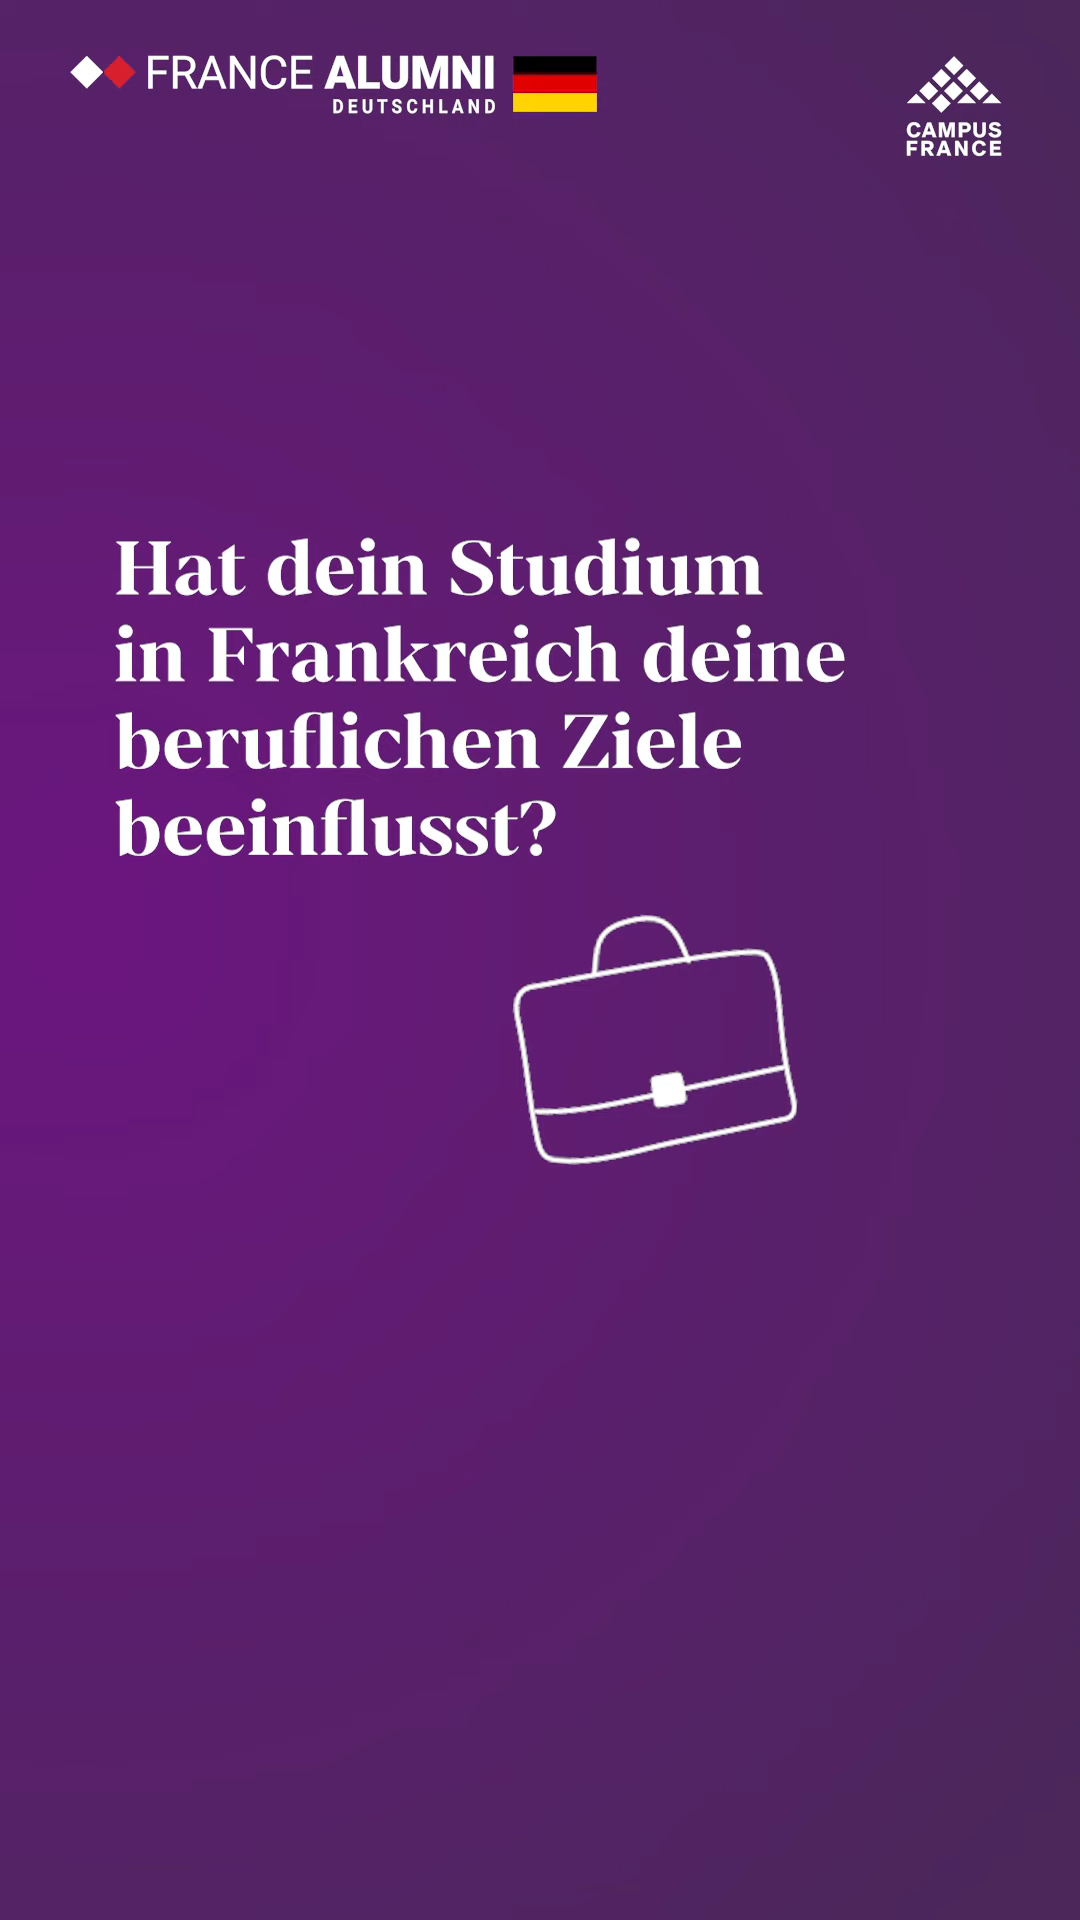 FRANCE ALUMNI
DEUTSCHLAND
CAMPUS
FRANCE
Hat dein Studium
in Frankreich deine
beruflichen Ziele
beeinflusst?